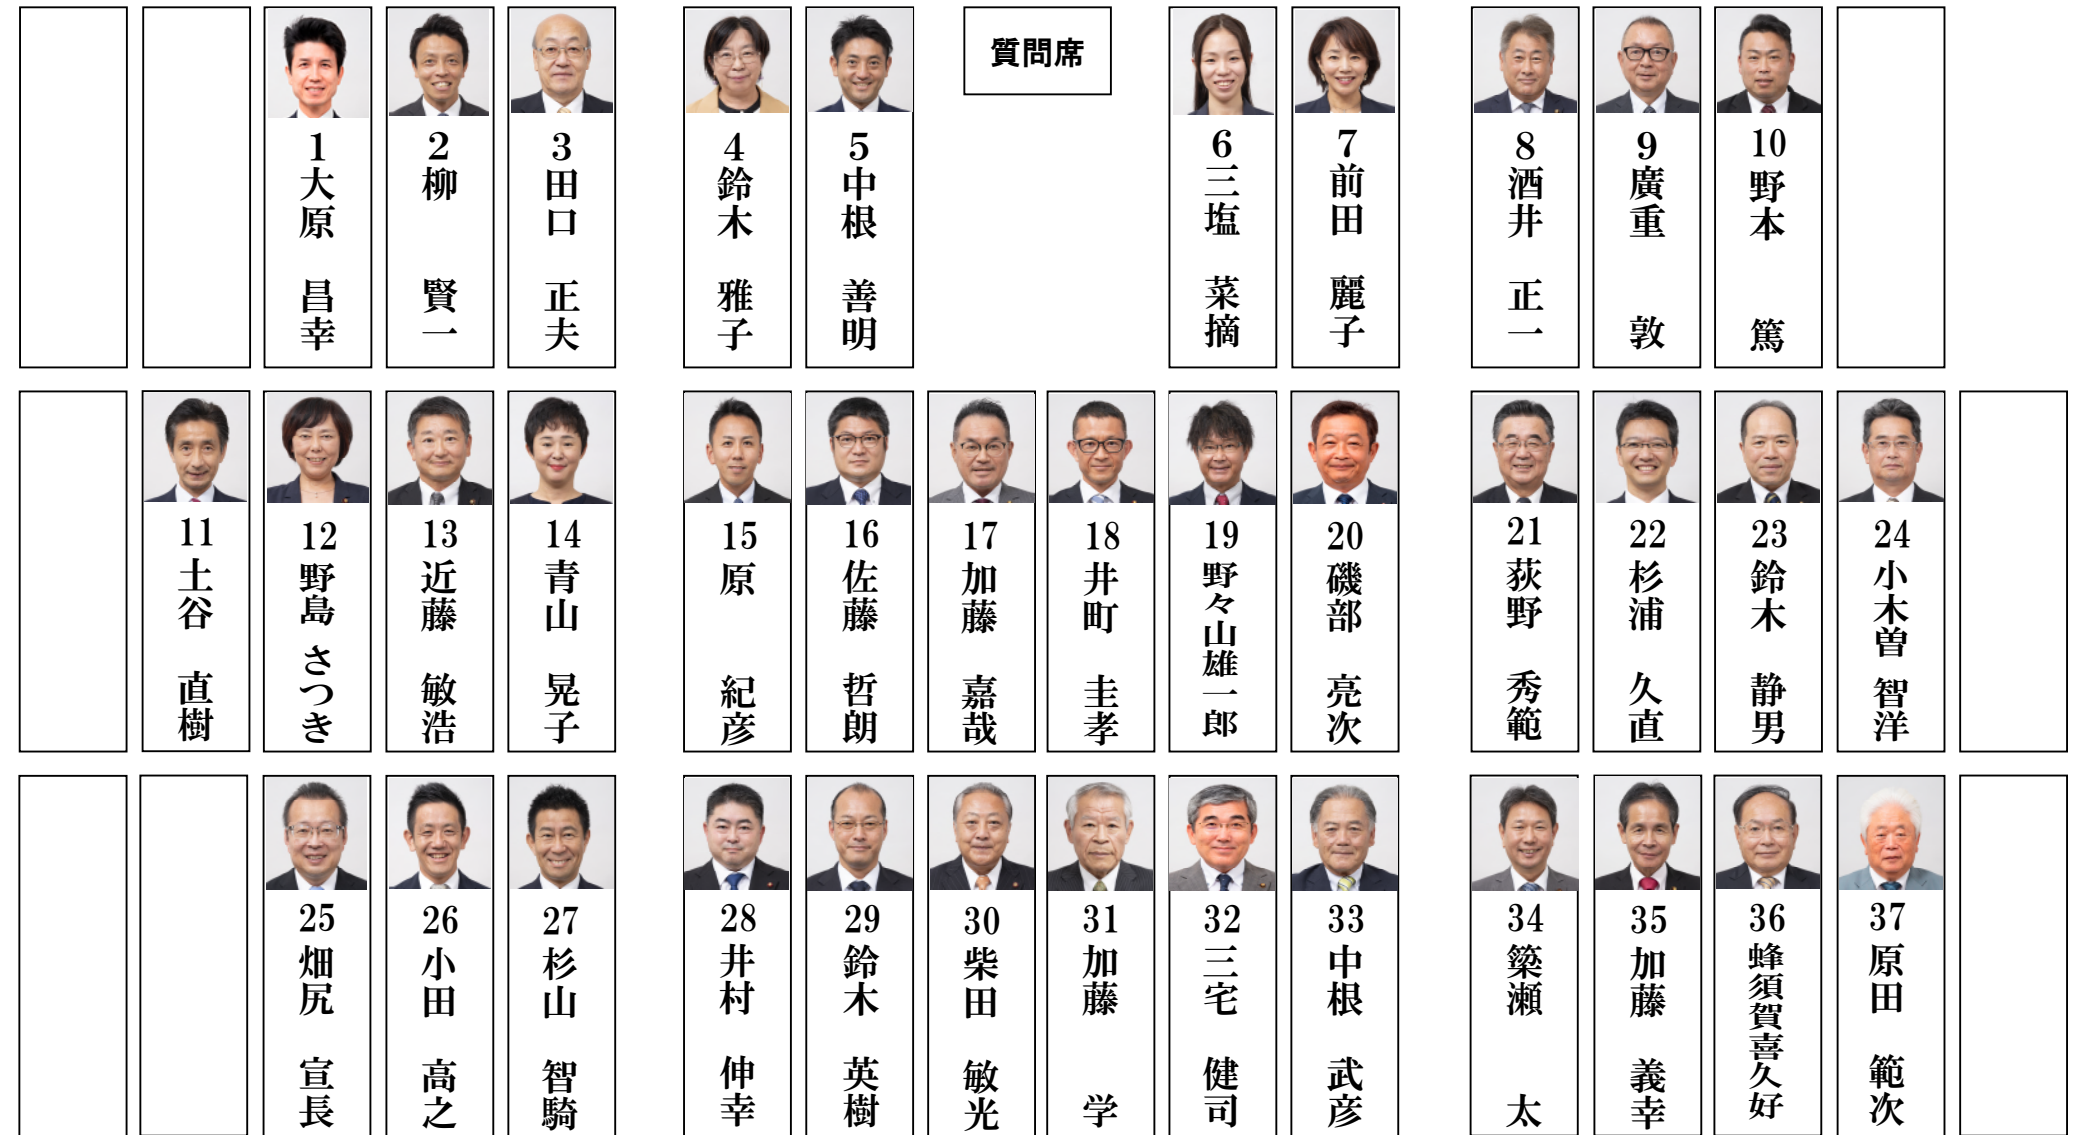 質問席
1 大原 昌幸
2 柳 賢一
3 田口 正夫
4 鈴木 雅子
5 中根 善明
6 三塩 菜摘
7 前田 麗子
8 酒井 正一
9 廣重 敦
10 野本 篤
11 土谷 直樹
12 野島 さつき
13 近藤 敏浩
14 青山 晃子
15 原 紀彦
16 佐藤 哲朗
17 加藤 嘉哉
18 井町 圭孝
19 野々山雄一郎
20 磯部 亮次
21 荻野 秀範
22 杉浦 久直
23 鈴木 静男
24 小木曽 智洋
25 畑尻 宣長
26 小田 高之
27 杉山 智騎
28 井村 伸幸
29 鈴木 英樹
30 柴田 敏光
31 加藤 学
32 三宅 健司
33 中根 武彦
34 簗瀬 太
35 加藤 義幸
36 蜂須賀喜久好
37 原田 範次